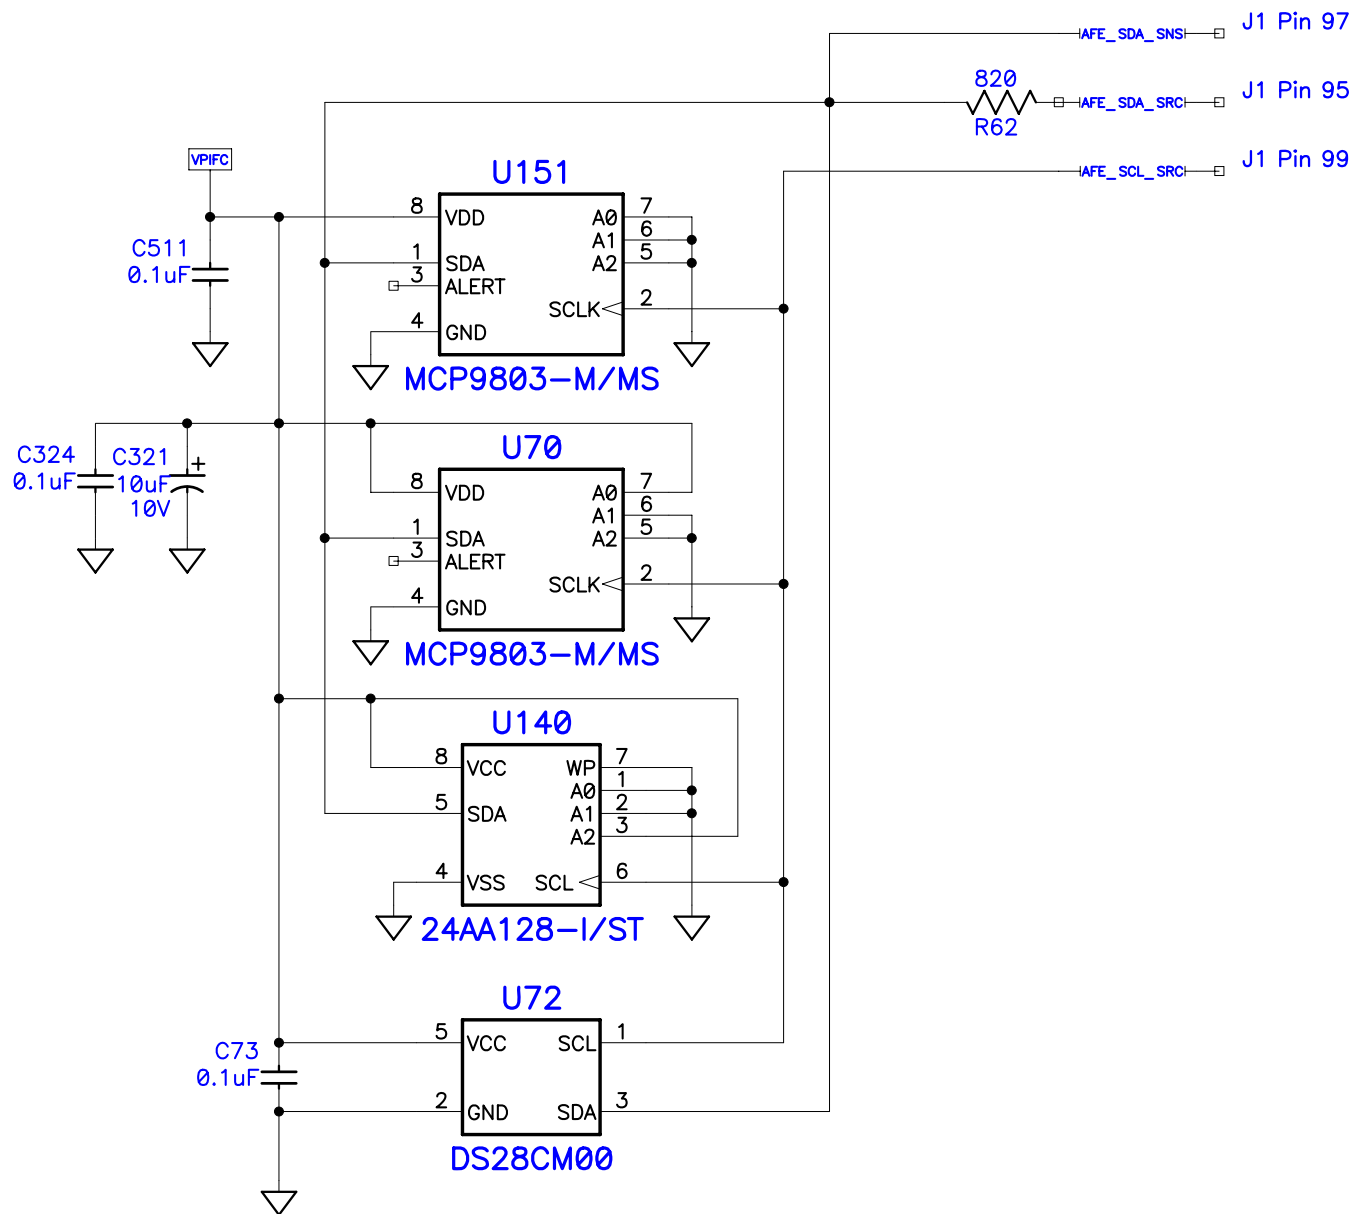 J1 Pin 97
AFE_SDA_SNS
820
J1 Pin 95
AFE_SDA_SRC
R62
J1 Pin 99
AFE_SCL_SRC
VPIFC
U151
8 VDD A0 7
A1 6
C511
0.1uF
1 SDA A2 5
3 ALERT
SCLK 2
4 GND
MCP9803-M/MS
U70
C324
0.1uF
C321
10uF
10V
8 VDD A0 7
A1 6
1 SDA A2 5
3 ALERT
SCLK 2
4 GND
MCP9803-M/MS
U140
8 VCC WP 7
A0 1
5 SDA A1 2
A2 3
4 VSS SCL 6
24AA128-I/ST
U72
5 VCC SCL 1
C73
0.1uF
2 GND SDA 3
DS28CM00
+